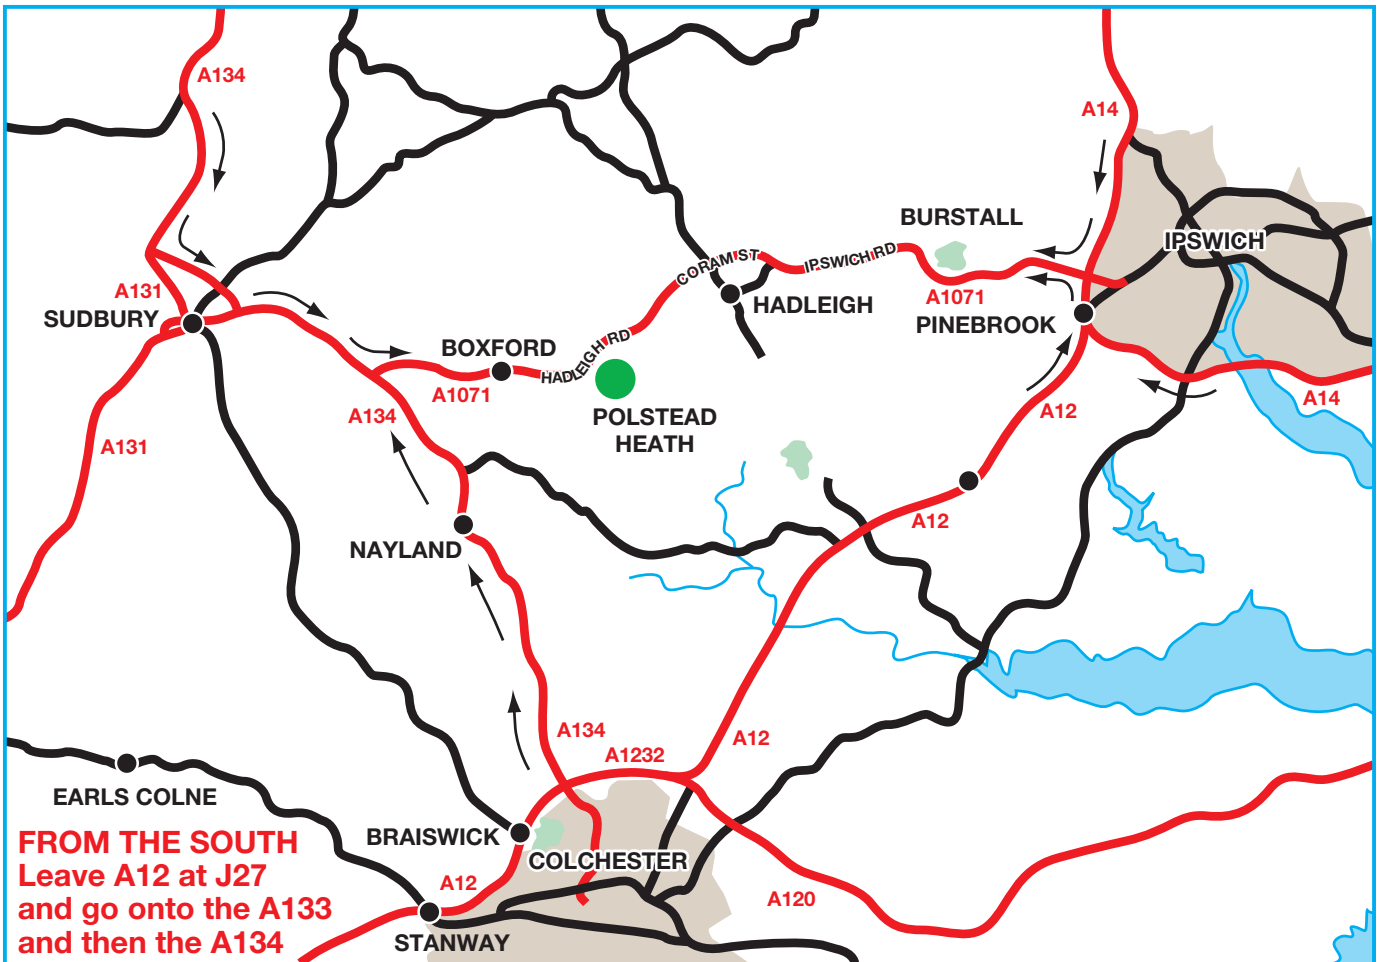 A134
A14
BURSTALL
IPSWICH
CORAM ST
IPSWICH RD
A131
SUDBURY
HADLEIGH
A1071
PINEBROOK
BOXFORD
HADLEIGH RD
A1071
A134
POLSTEAD
HEATH
A12
A14
A131
A12
NAYLAND
A134
A1232
A12
EARLS COLNE
BRAISWICK
COLCHESTER
A12
A120
STANWAY
FROM THE SOUTH
Leave A12 at J27
and go onto the A133
and then the A134